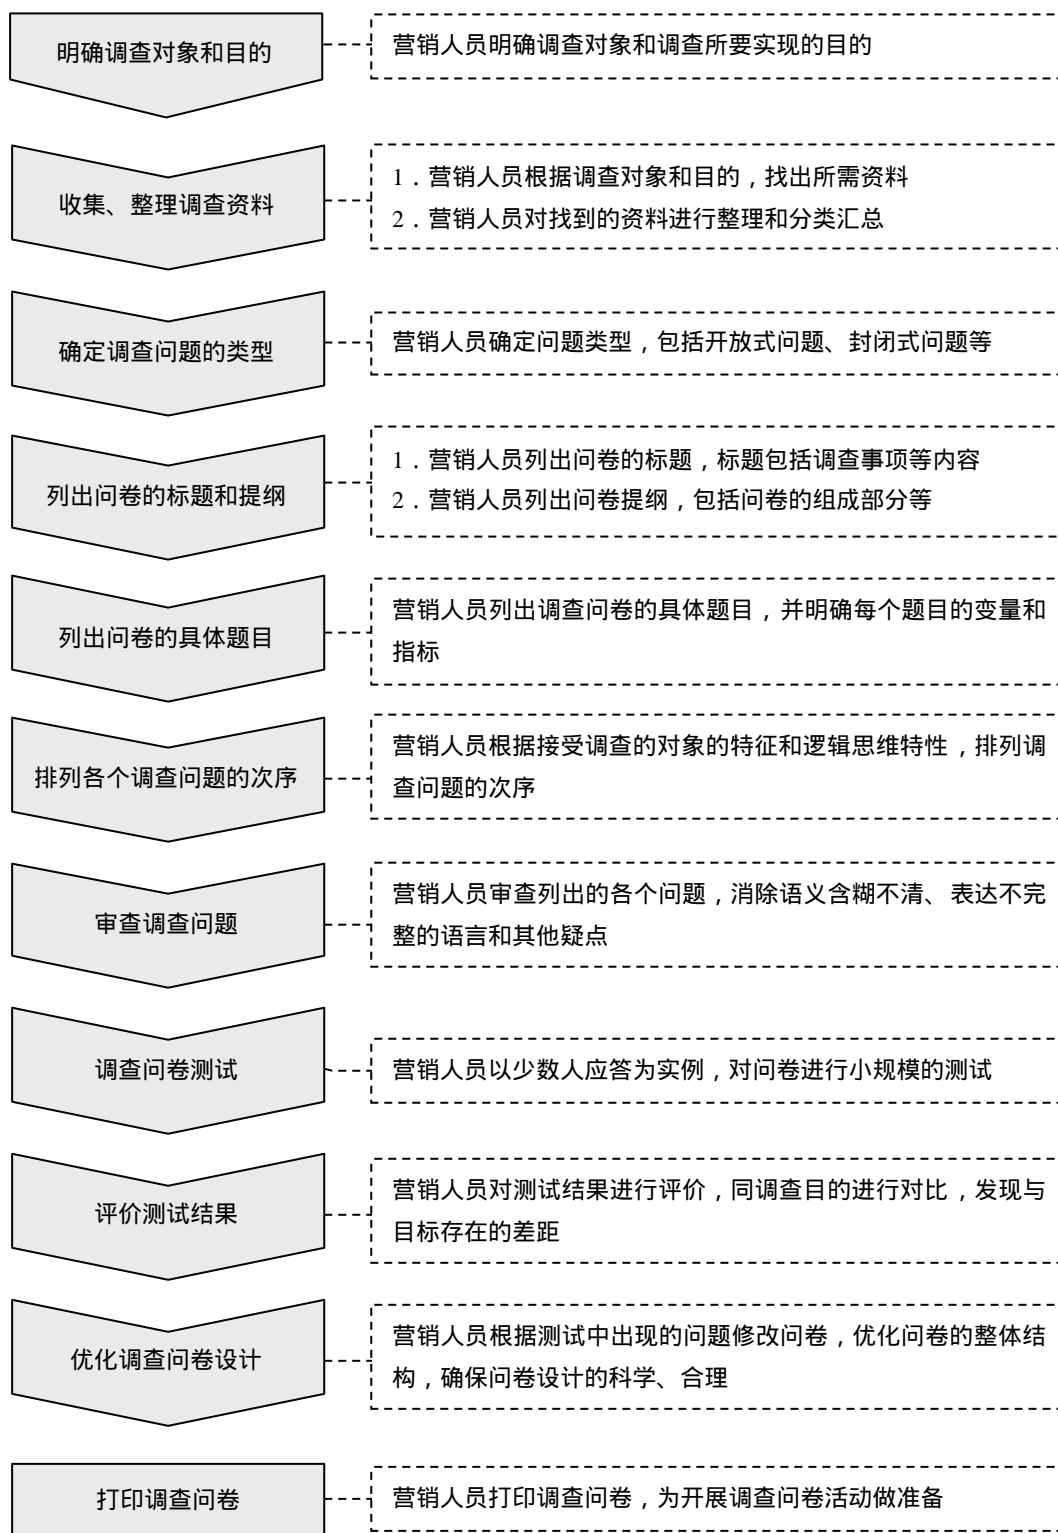 明确调查对象和目的
营销人员明确调查对象和调查所要实现的目的
收集、整理调查资料
1．营销人员根据调查对象和目的，找出所需资料
2．营销人员对找到的资料进行整理和分类汇总
确定调查问题的类型
营销人员确定问题类型，包括开放式问题、封闭式问题等
列出问卷的标题和提纲
1．营销人员列出问卷的标题，标题包括调查事项等内容
2．营销人员列出问卷提纲，包括问卷的组成部分等
列出问卷的具体题目
营销人员列出调查问卷的具体题目，并明确每个题目的变量和
指标
排列各个调查问题的次序
营销人员根据接受调查的对象的特征和逻辑思维特性，排列调
查问题的次序
审查调查问题
营销人员审查列出的各个问题，消除语义含糊不清、表达不完
整的语言和其他疑点
调查问卷测试
营销人员以少数人应答为实例，对问卷进行小规模的测试
评价测试结果
营销人员对测试结果进行评价，同调查目的进行对比，发现与
目标存在的差距
优化调查问卷设计
营销人员根据测试中出现的问题修改问卷，优化问卷的整体结
构，确保问卷设计的科学、合理
打印调查问卷
营销人员打印调查问卷，为开展调查问卷活动做准备